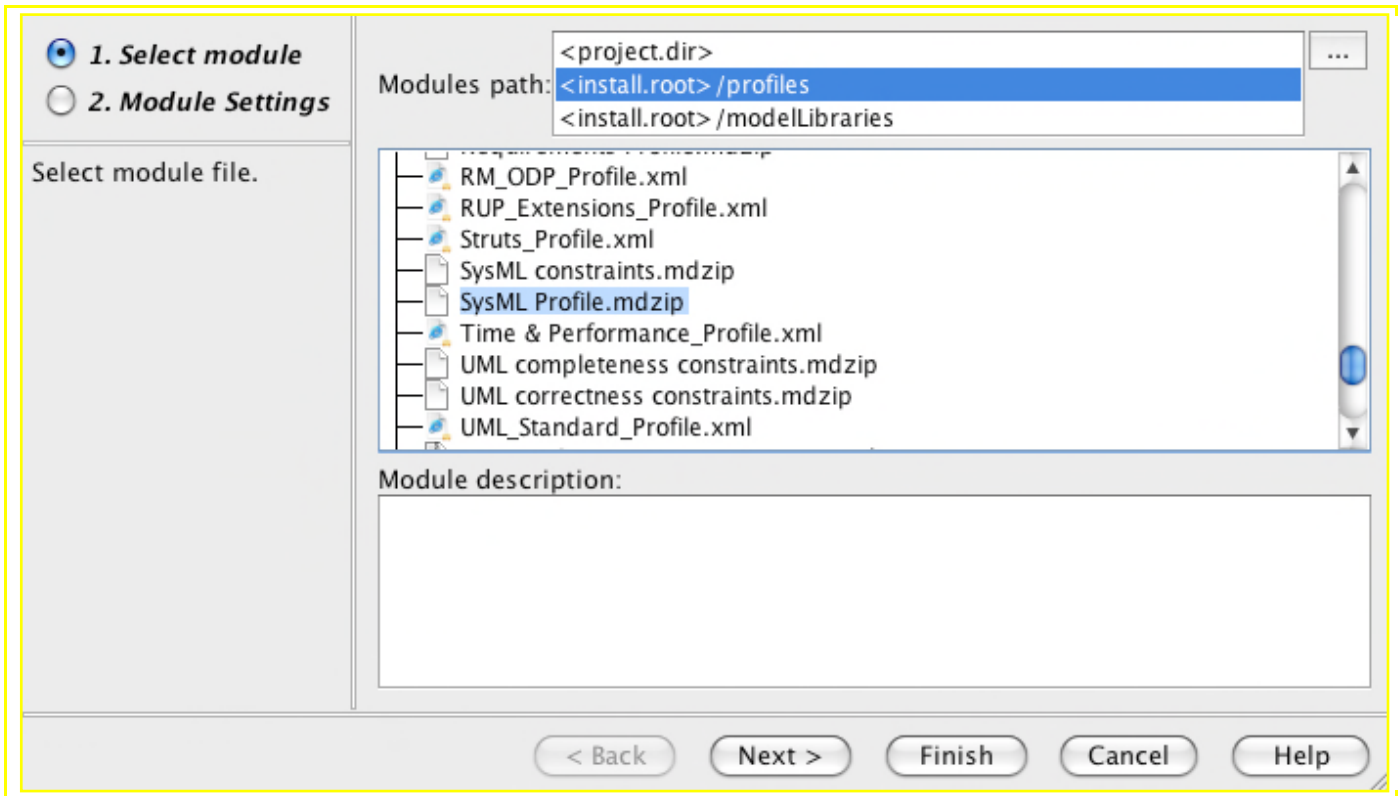 1. Select module
2. Module Settings
Select module file.
Modules path:
<project.dir>
<install.root>/profiles
<install.root>/modelLibraries
...
RM_ODP_Profile.xml
RUP_Extensions_Profile.xml
Struts_Profile.xml
SysML constraints.mdzip
SysML Profile.mdzip
Time & Performance_Profile.xml
UML completeness constraints.mdzip
UML correctness constraints.mdzip
UML_Standard_Profile.xml
Module description:
< Back
Next >
Finish
Cancel
Help